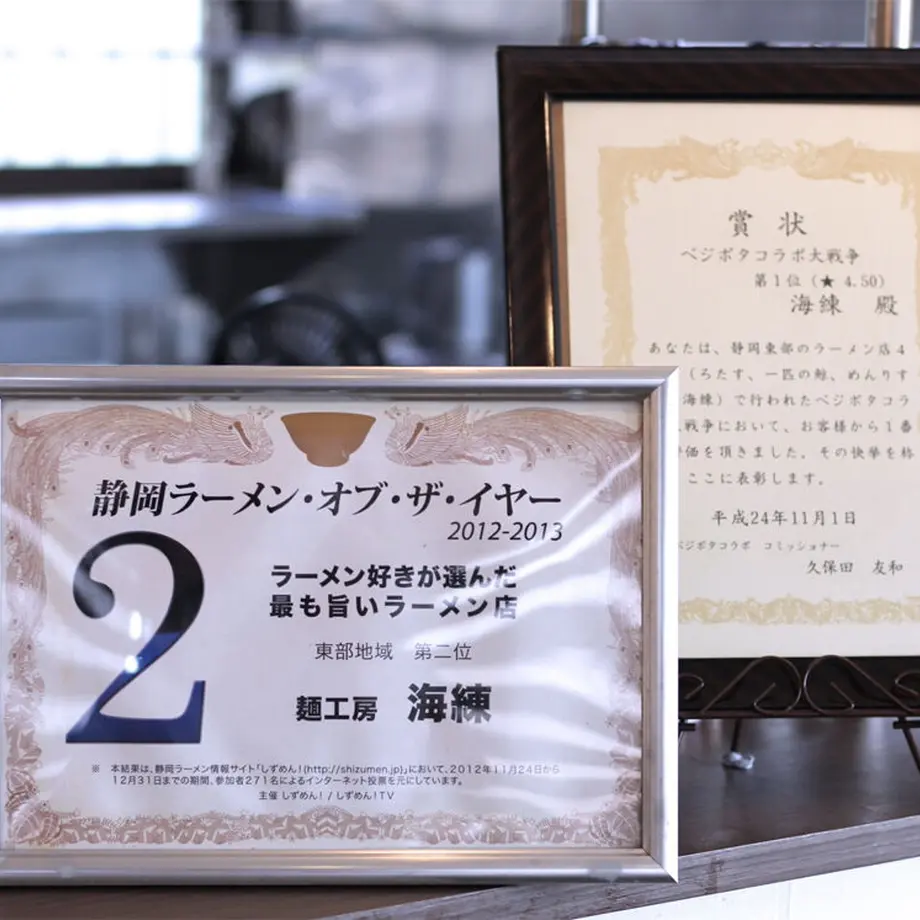 静岡ラーメン・オブ・ザ・イヤー
2012-2013
2
ラーメン好きが選んだ
最も旨いラーメン店
東部地域 第二位
麺工房 海練
※ 本結果は、静岡ラーメン情報サイト「しずめん!(http://shizumen.jp)」において、2012年11月24日から
12月31日までの期間、参加者271名によるインターネット投票を元にしています。
主催 しずめん! / しずめん!TV
賞状
ベジポタコラボ大戦争
第1位(★ 4.50)
海練 殿
あなたは、静岡東部のラーメン店4
(ろたす、一匹の鯨、めんりす
海練)で行われたベジポタコラ
戦争において、お客様から1番
価を頂きました。その快挙を称
ここに表彰します。
平成24年11月1日
ベジポタコラボ コミッショナー
久保田 友和